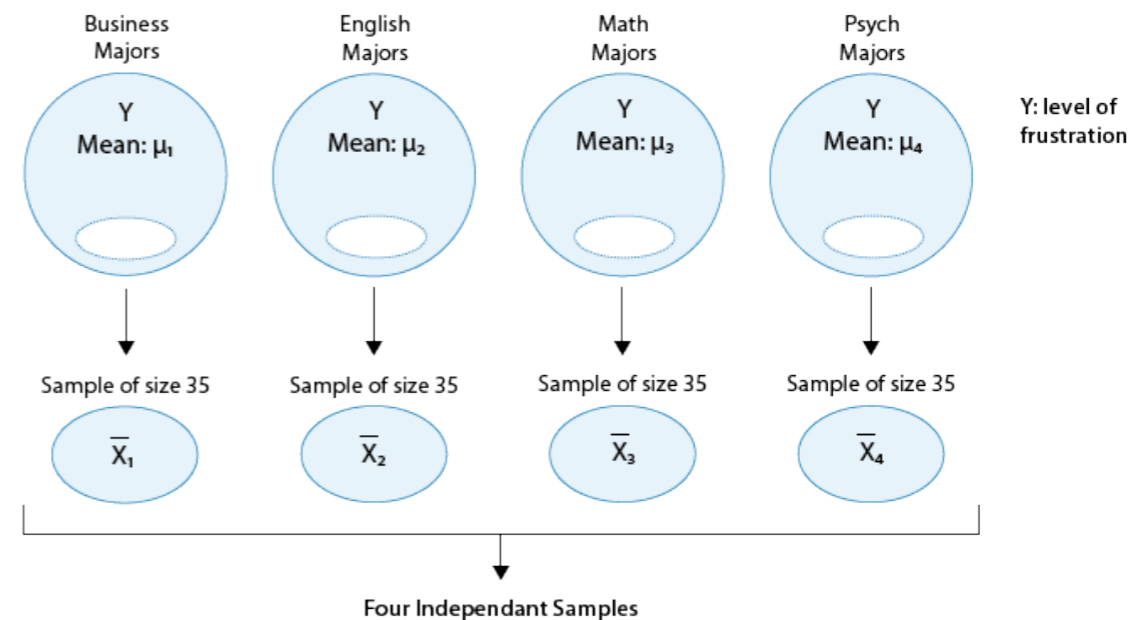 Business
Majors
English
Majors
Math
Majors
Psych
Majors
Y
Mean: μ₁
Y
Mean: μ₂
Y
Mean: μ₃
Y
Mean: μ₄
Y: level of
frustration
Sample of size 35
Sample of size 35
Sample of size 35
Sample of size 35
X̅₁
X̅₂
X̅₃
X̅₄
Four Independant Samples